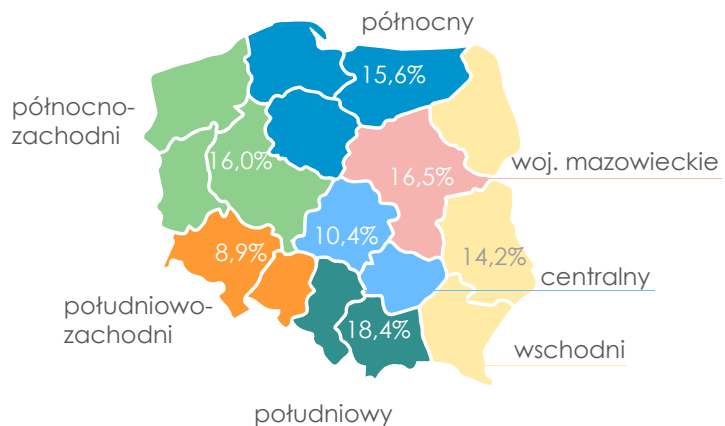 północny
15,6%
północno-
zachodni
16,0%
woj. mazowieckie
16,5%
10,4%
8,9%
14,2%
centralny
południowo-
zachodni
18,4%
wschodni
południowy